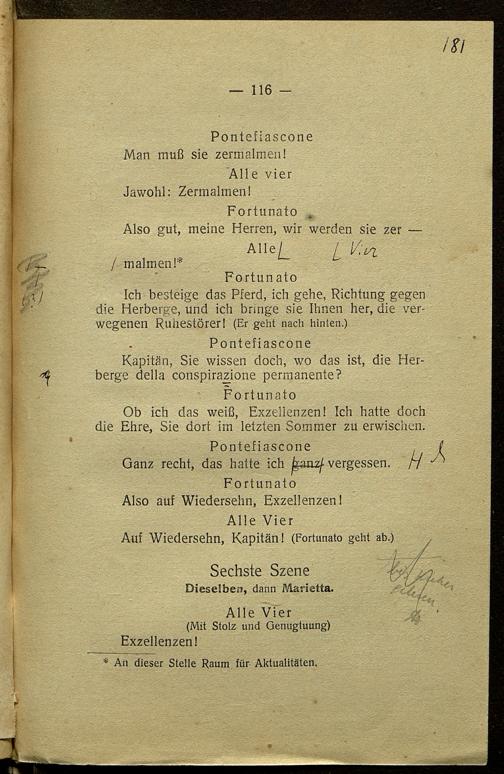 181
— 116 —
Pontefiascone
Man muß sie zermalmen!
Alle vier
Jawohl: Zermalmen!
Fortunato
Also gut, meine Herren, wir werden sie zer —
Alle Vier
malmen!*
Fortunato
Ich besteige das Pferd, ich gehe, Richtung gegen
die Herberge, und ich bringe sie Ihnen her, die ver-
wegenen Ruhestörer! (Er geht nach hinten.)
Pontefiascone
Kapitän, Sie wissen doch, wo das ist, die Her-
berge della conspirazione permanente?
Fortunato
Ob ich das weiß, Exzellenzen! Ich hatte doch
die Ehre, Sie dort im letzten Sommer zu erwischen.
Pontefiascone
Ganz recht, das hatte ich ganz vergessen.
Fortunato
Also auf Wiedersehn, Exzellenzen!
Alle Vier
Auf Wiedersehn, Kapitän! (Fortunato geht ab.)
Sechste Szene
Dieselben, dann Marietta.
Alle Vier
(Mit Stolz und Genugtuung)
Exzellenzen!
* An dieser Stelle Raum für Aktualitäten.